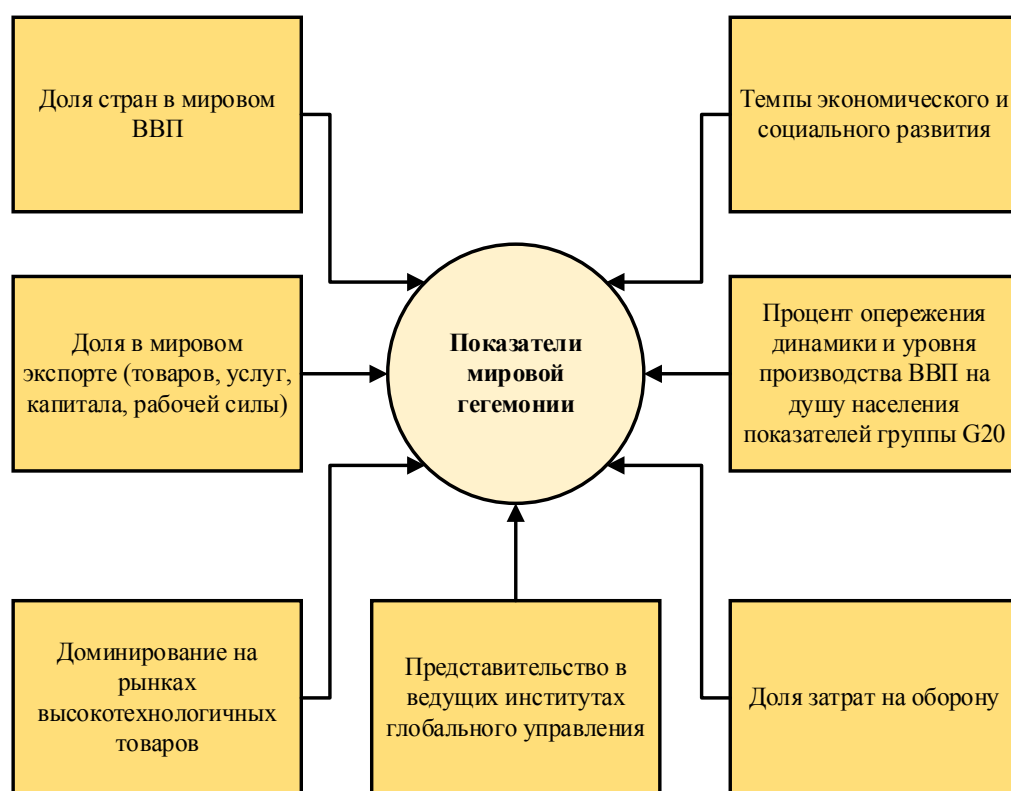 Доля стран в мировом
ВВП
Темпы экономического и
социального развития
Доля в мировом
экспорте (товаров, услуг,
капитала, рабочей силы)
Показатели
мировой
гегемонии
Процент опережения
динамики и уровня
производства ВВП на
душу населения
показателей группы G20
Доминирование на
рынках
высокотехнологичных
товаров
Представительство в
ведущих институтах
глобального управления
Доля затрат на оборону